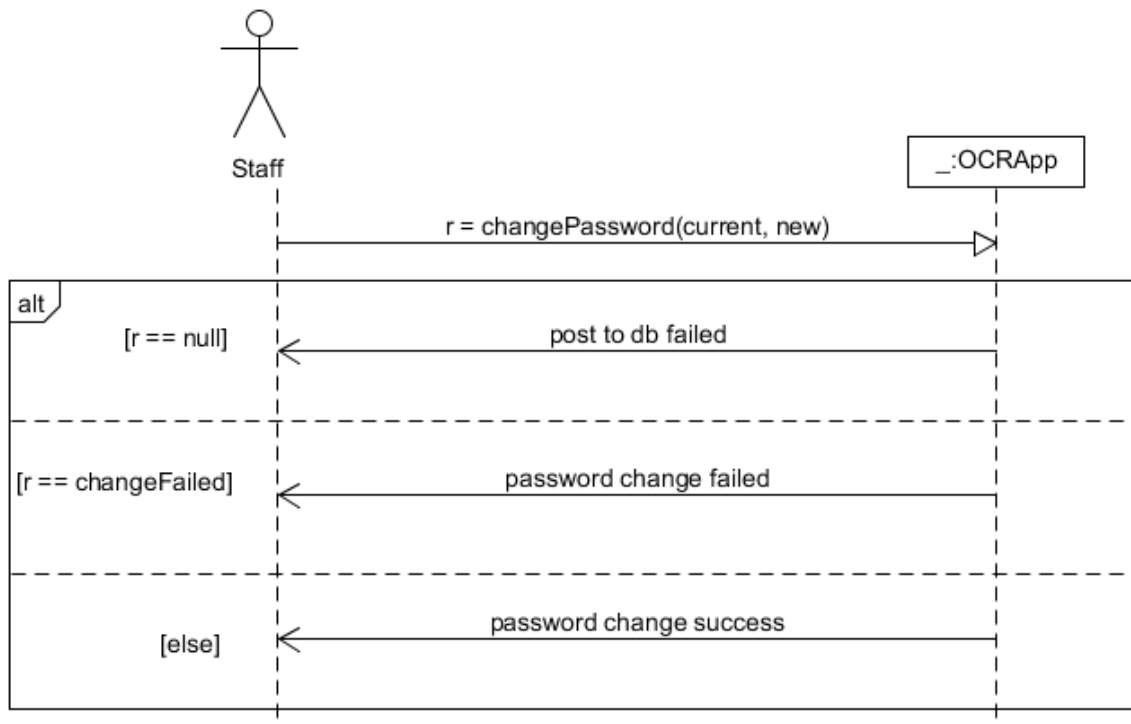 Staff
_:OCRApp
r = changePassword(current, new)
alt
[r == null]
post to db failed
[r == changeFailed]
password change failed
[else]
password change success